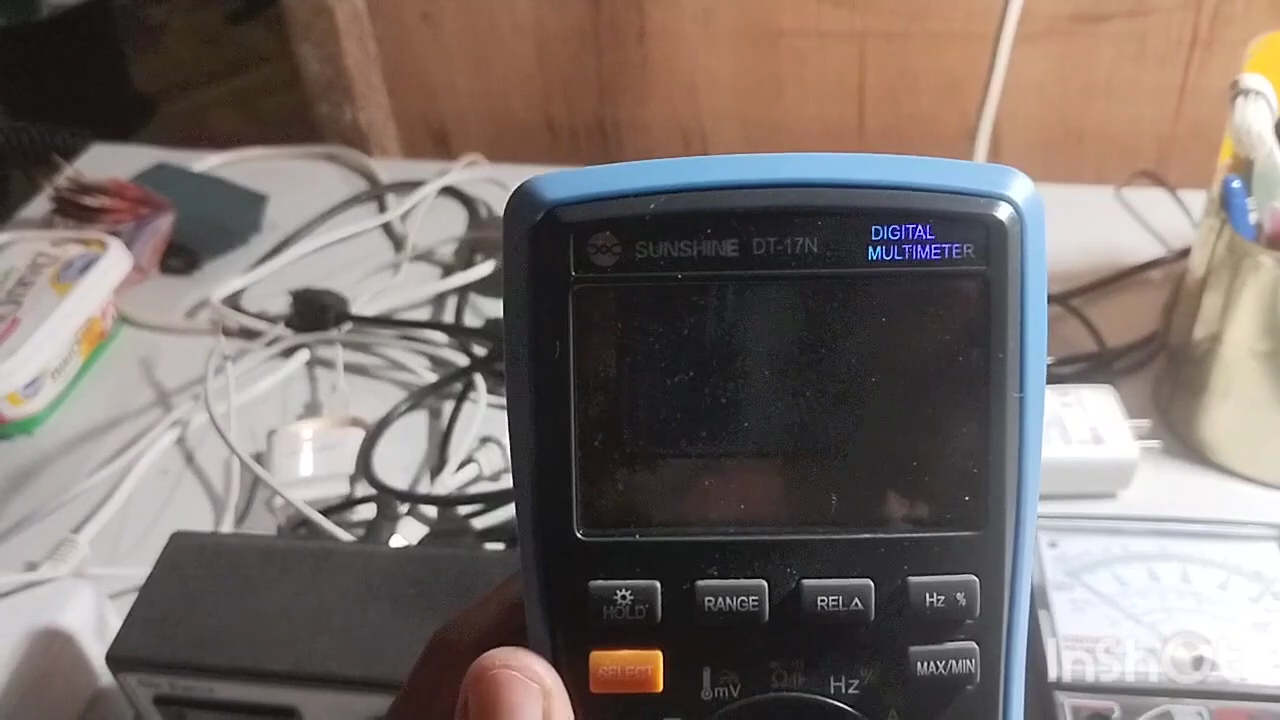 SUNSHINE DT-17N
DIGITAL
MULTIMETER
HOLD
RANGE
REL△
Hz %
SELECT
MAX/MIN
mV
Hz%
InShOt